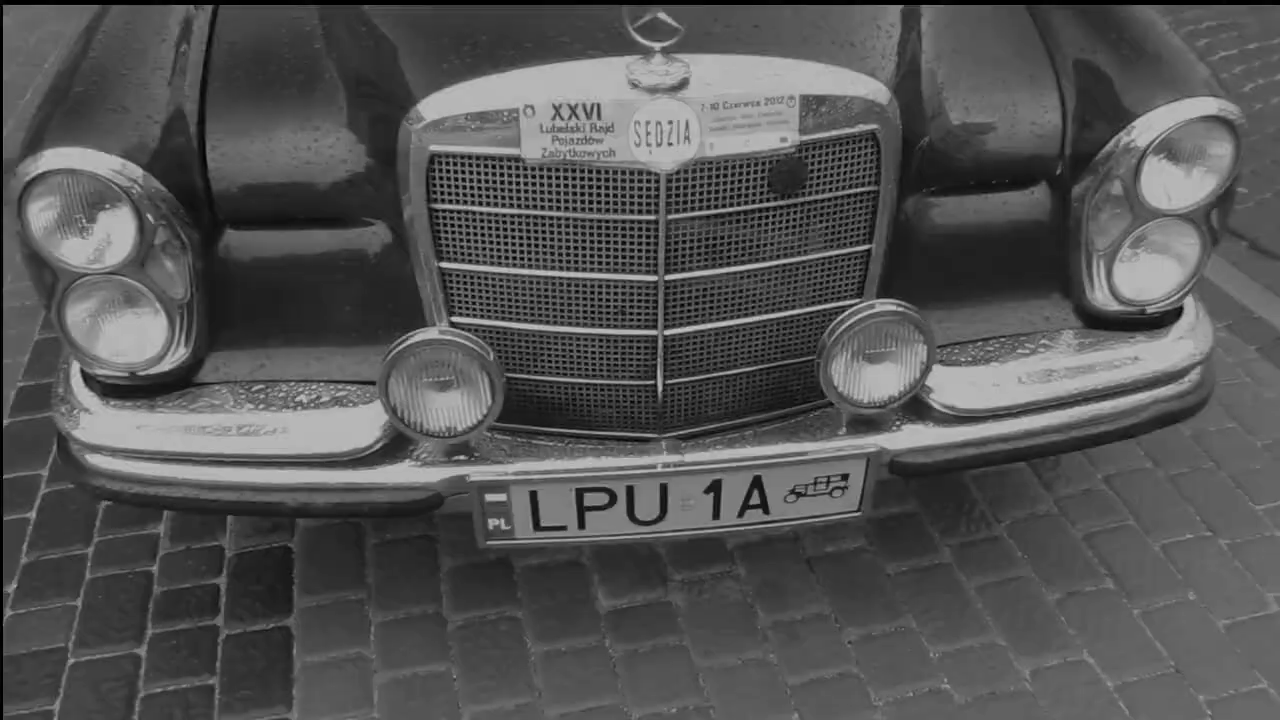 XXVI
Lubelski Rajd
Pojazdów
Zabytkowych
SĘDZIA
7-10 Czerwca 2012
PL
LPU 1A